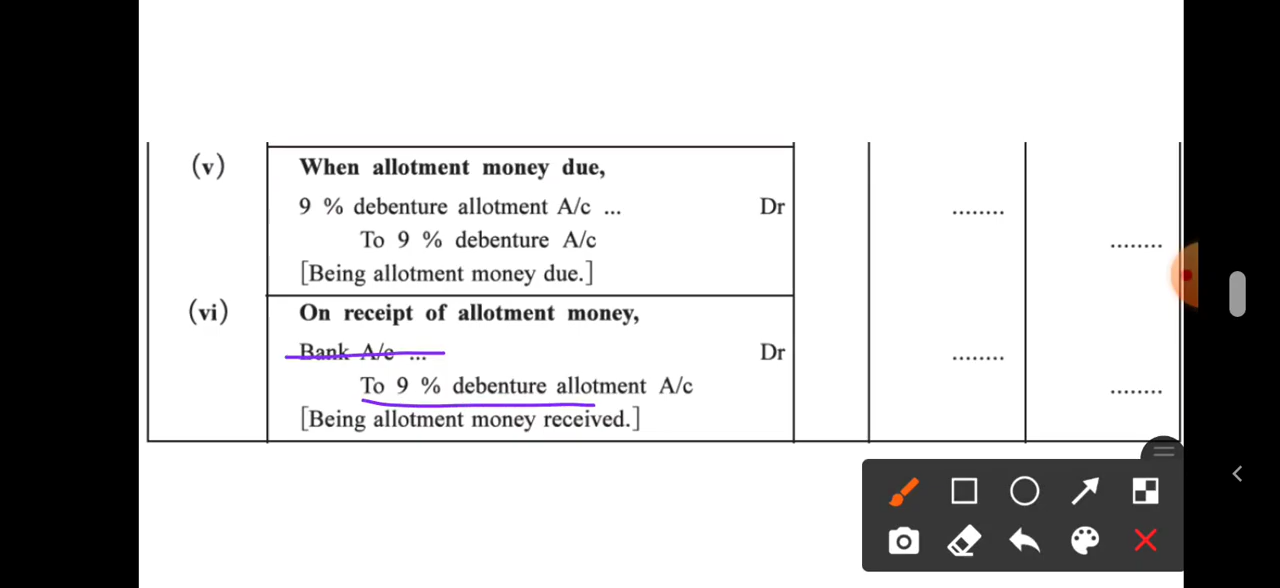 (v) When allotment money due,
9 % debenture allotment A/c ... Dr ........
To 9 % debenture A/c ........
[Being allotment money due.]
(vi) On receipt of allotment money,
Bank A/c ... Dr ........
To 9 % debenture allotment A/c ........
[Being allotment money received.]